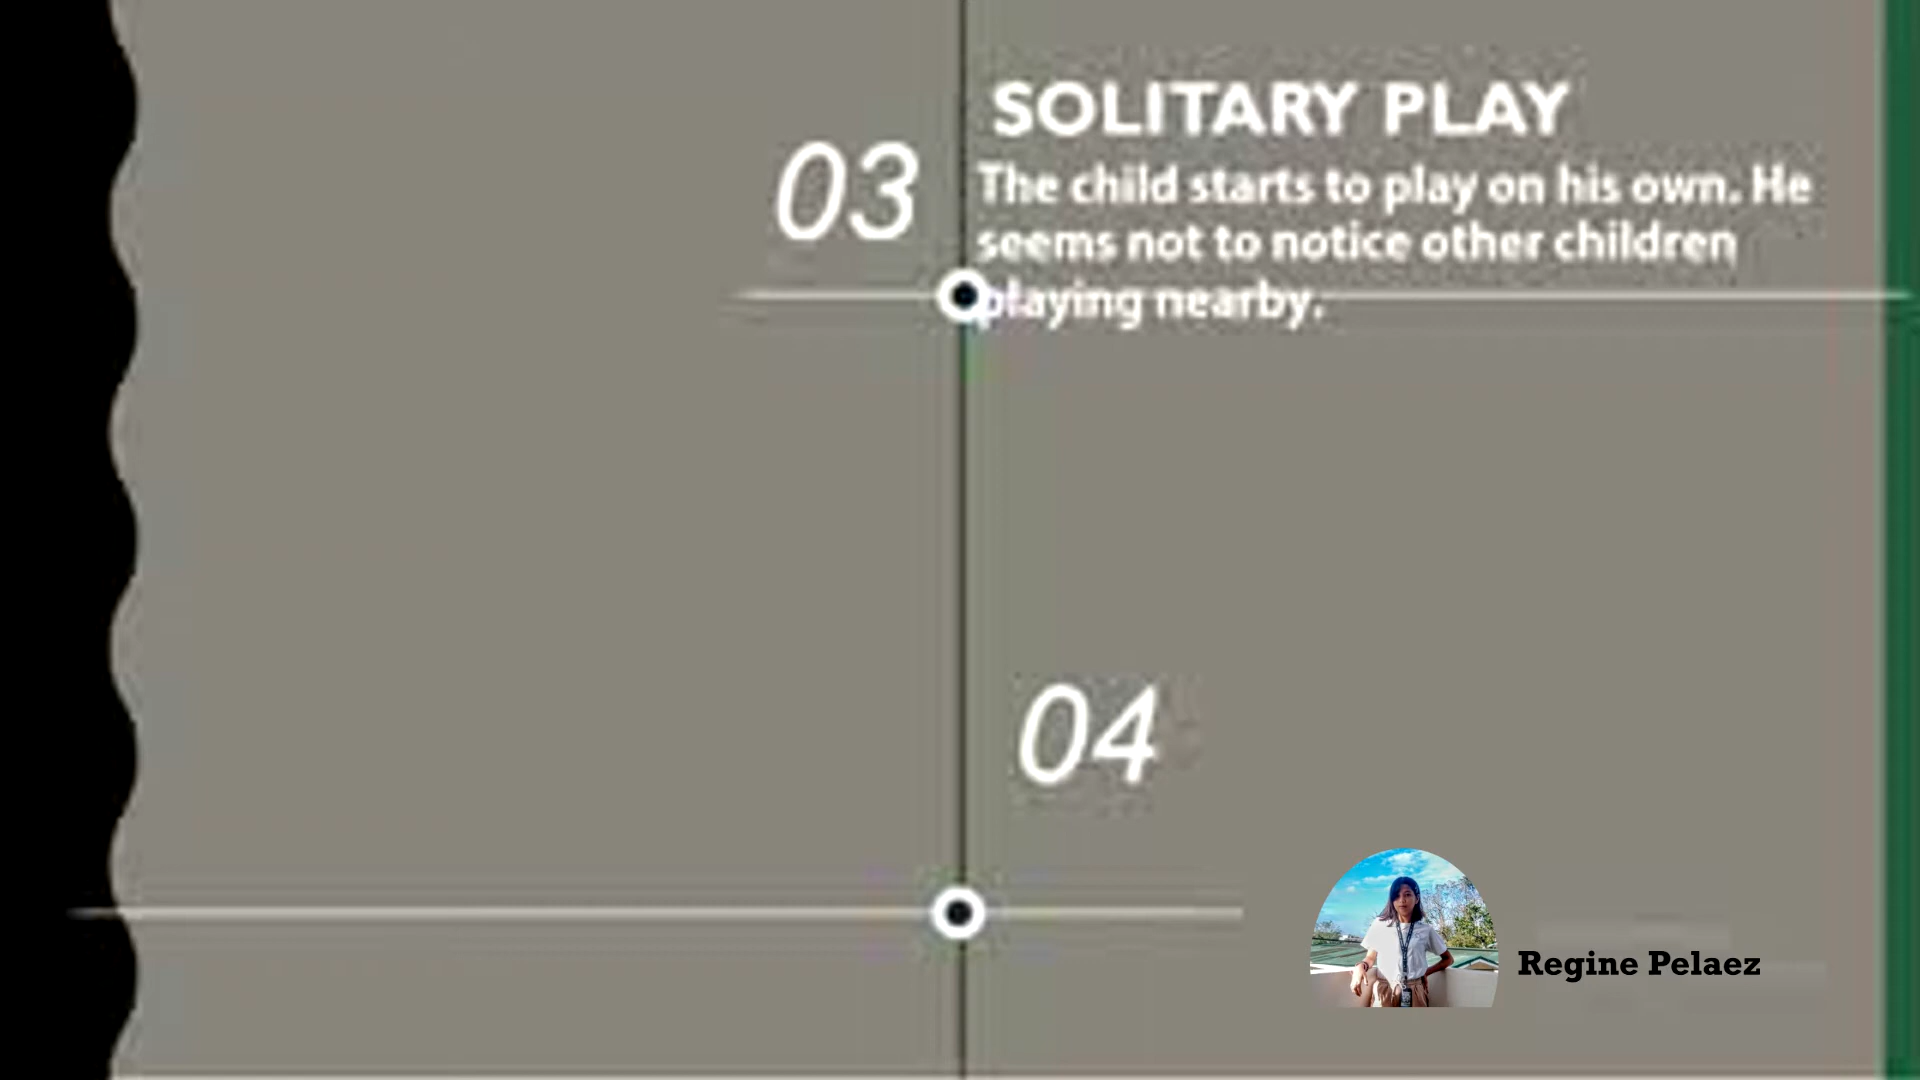 SOLITARY PLAY
03
The child starts to play on his own. He
seems not to notice other children
playing nearby.
04
Regine Pelaez